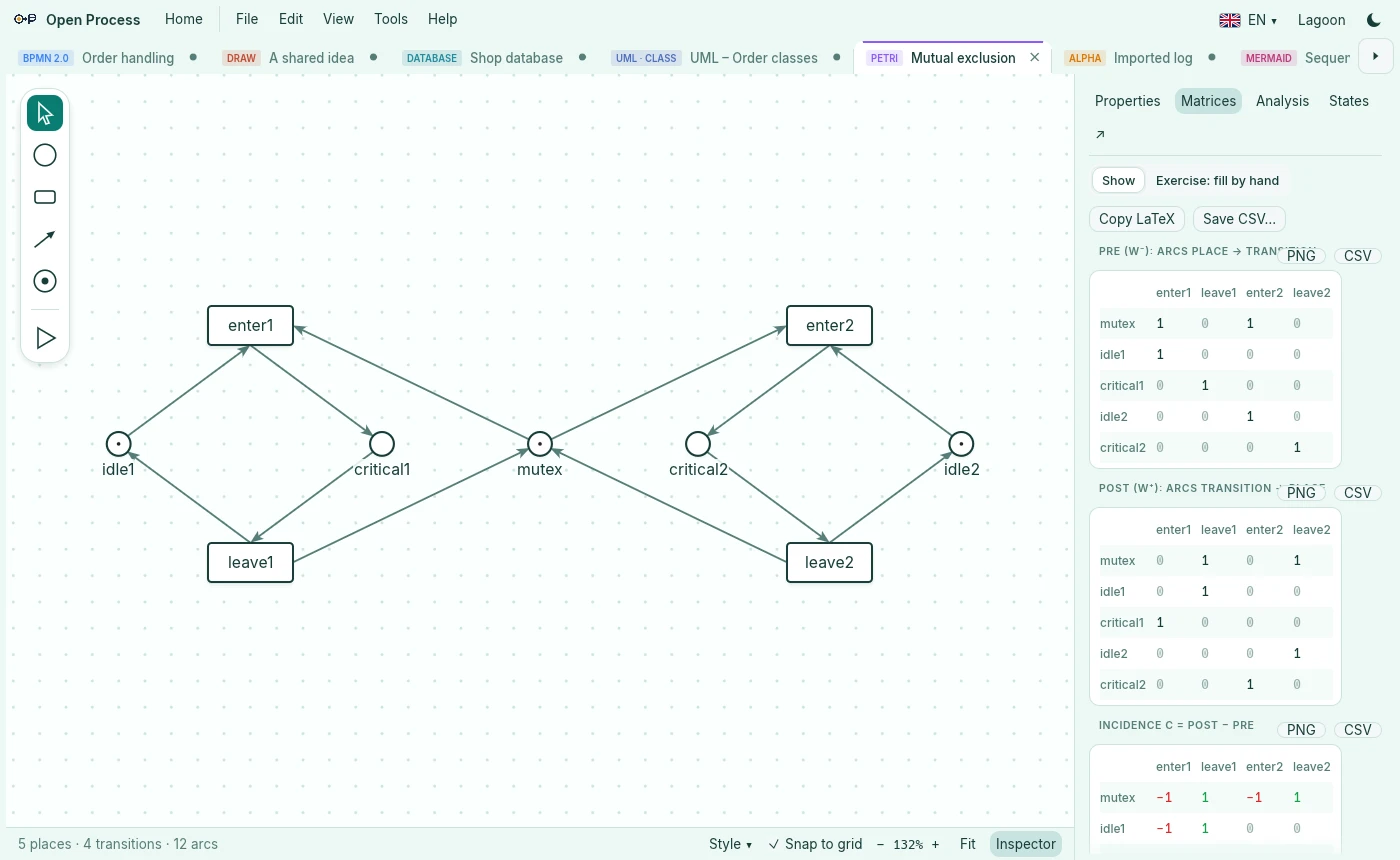 Open Process Home File Edit View Tools Help EN ▾ Lagoon
BPMN 2.0 Order handling DRAW A shared idea DATABASE Shop database UML · CLASS UML – Order classes PETRI Mutual exclusion × ALPHA Imported log MERMAID Sequer
Properties Matrices Analysis States
↗
Show Exercise: fill by hand
Copy LaTeX Save CSV...
PRE (W⁻): ARCS PLACE → TRANSITION PNG CSV
enter1 leave1 enter2 leave2
mutex 1 0 1 0
idle1 1 0 0 0
critical1 0 1 0 0
idle2 0 0 1 0
critical2 0 0 0 1
POST (W⁺): ARCS TRANSITION → PLACE PNG CSV
enter1 leave1 enter2 leave2
mutex 0 1 0 1
idle1 0 1 0 0
critical1 1 0 0 0
idle2 0 0 0 1
critical2 0 0 1 0
INCIDENCE C = POST − PRE PNG CSV
enter1 leave1 enter2 leave2
mutex −1 1 −1 1
idle1 −1 1 0 0
enter1 enter2
idle1 critical1 mutex critical2 idle2
leave1 leave2
5 places · 4 transitions · 12 arcs Style ▾ ✓ Snap to grid − 132% + Fit Inspector